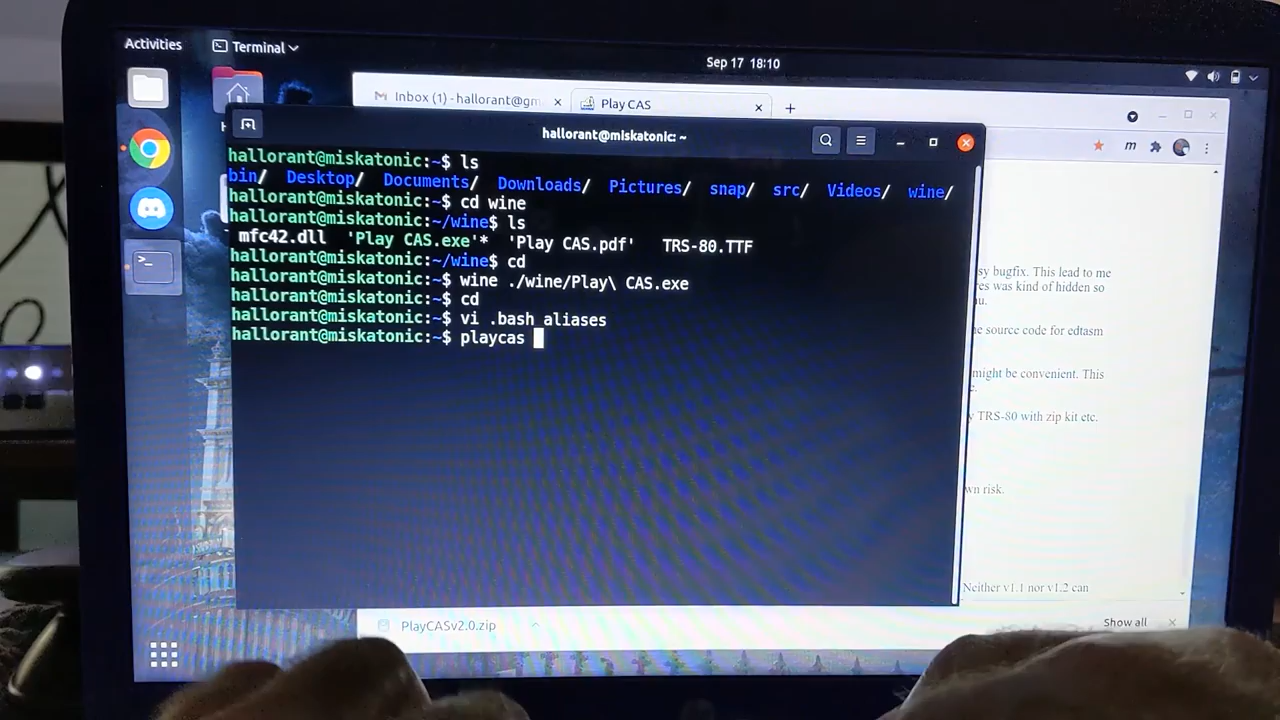 Activities
Terminal
Sep 17 18:10
Inbox (1) - hallorant@gm
Play CAS
hallorant@miskatonic: ~
m
hallorant@miskatonic:~$ ls
bin/ Desktop/ Documents/ Downloads/ Pictures/ snap/ src/ Videos/ wine/
hallorant@miskatonic:~$ cd wine
hallorant@miskatonic:~/wine$ ls
mfc42.dll 'Play CAS.exe'* 'Play CAS.pdf' TRS-80.TTF
hallorant@miskatonic:~/wine$ cd
hallorant@miskatonic:~$ wine ./wine/Play\ CAS.exe
hallorant@miskatonic:~$ cd
hallorant@miskatonic:~$ vi .bash_aliases
hallorant@miskatonic:~$ playcas
sy bugfix. This lead to me
es was kind of hidden so
u.
e source code for edtasm
might be convenient. This
TRS-80 with zip kit etc.
wn risk.
Neither v1.1 nor v1.2 can
PlayCASv2.0.zip
Show all